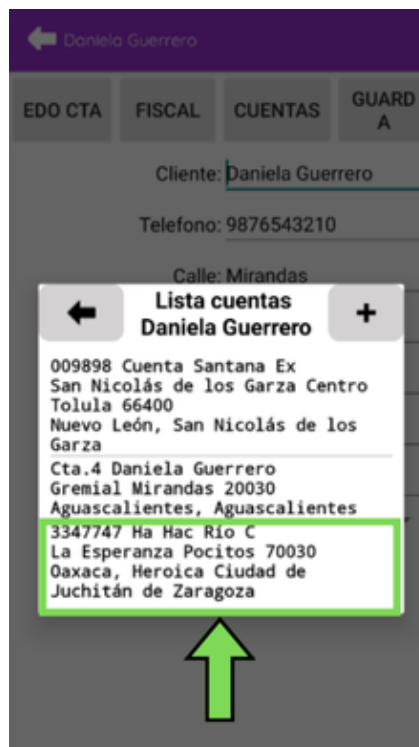 Daniela Guerrero
EDO CTA
FISCAL
CUENTAS
GUARD
A
Cliente: Daniela Guerrero
Telefono: 9876543210
Calle: Mirandas
Lista cuentas
Daniela Guerrero
+
009898 Cuenta Santana Ex
San Nicolás de los Garza Centro
Tolula 66400
Nuevo León, San Nicolás de los
Garza
Cta.4 Daniela Guerrero
Gremial Mirandas 20030
Aguascalientes, Aguascalientes
3347747 Ha Hac Río C
La Esperanza Pocitos 70030
Oaxaca, Heroica Ciudad de
Juchitán de Zaragoza